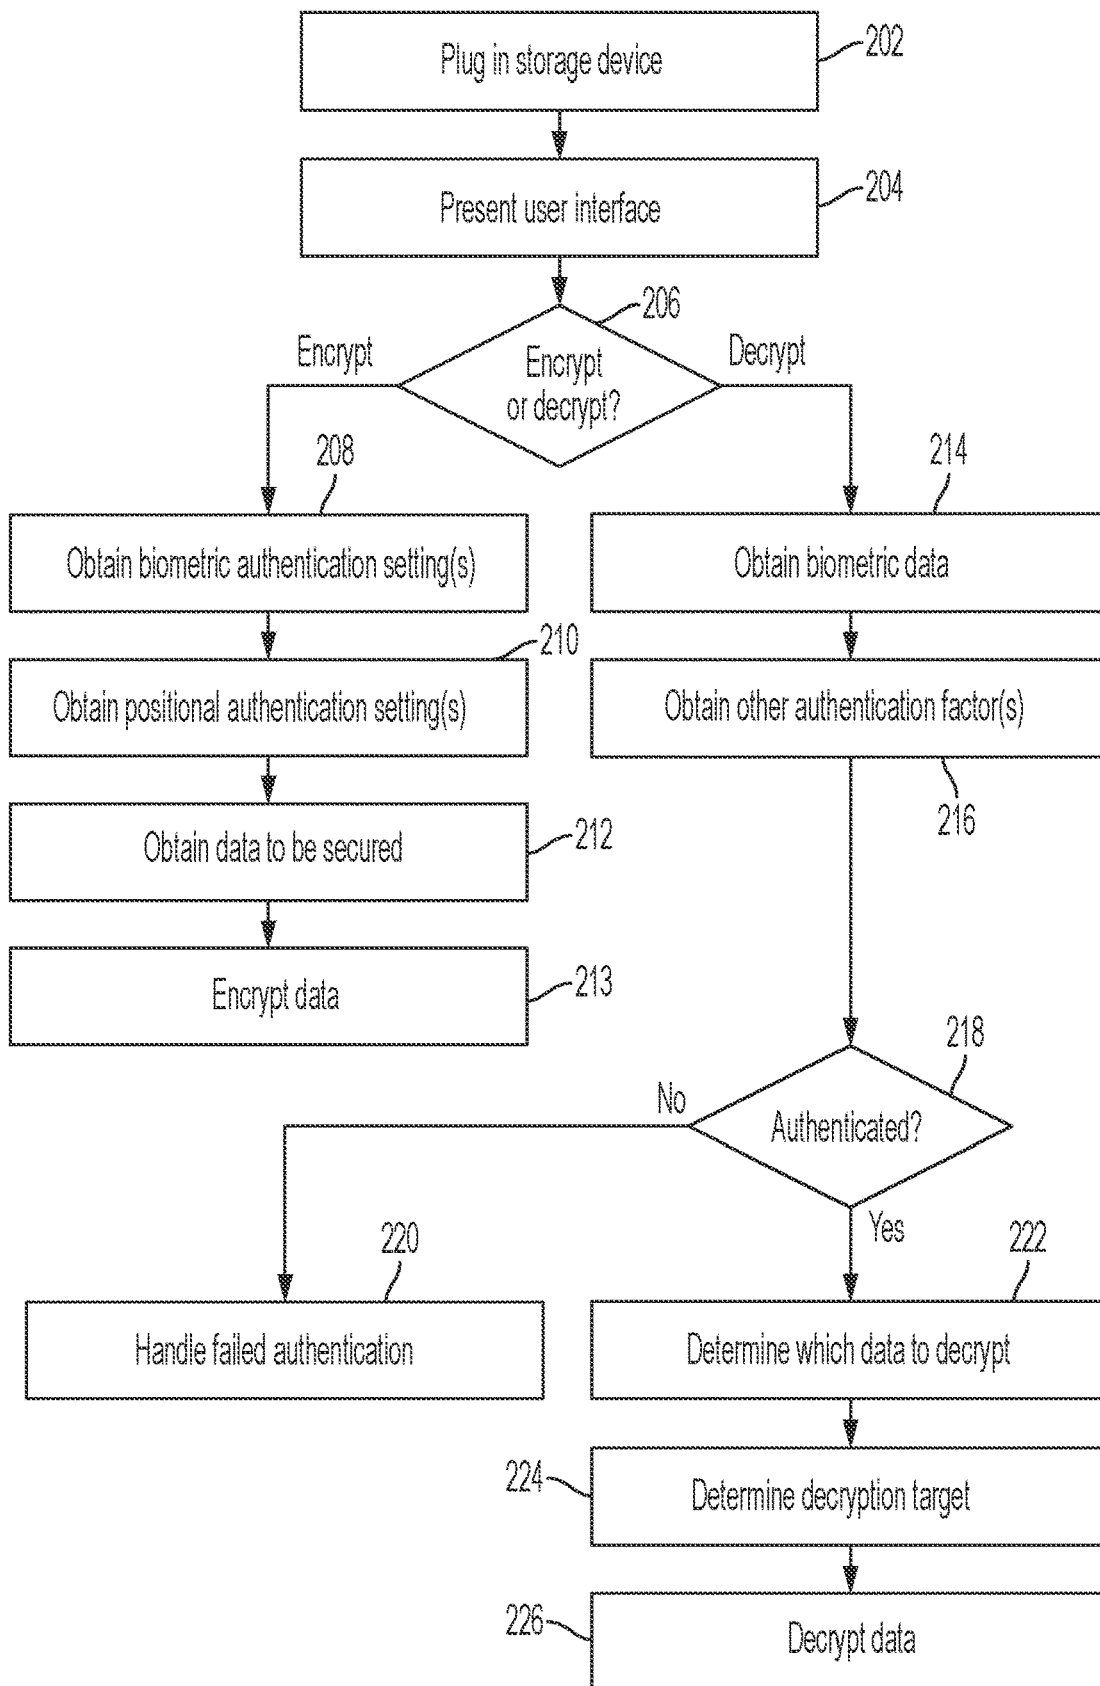 Plug in storage device
202
Present user interface
204
206
Encrypt
Decrypt
Encrypt
or decrypt?
208
214
Obtain biometric authentication setting(s)
Obtain biometric data
210
Obtain positional authentication setting(s)
Obtain other authentication factor(s)
216
Obtain data to be secured
212
Encrypt data
213
218
No
Authenticated?
Yes
220
222
Handle failed authentication
Determine which data to decrypt
224
Determine decryption target
226
Decrypt data